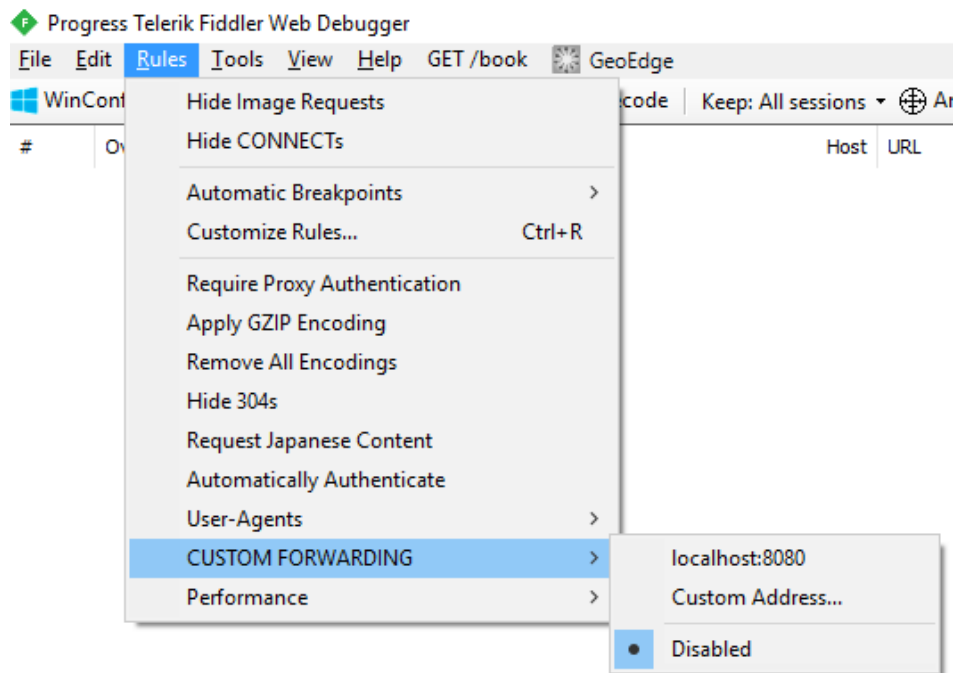 Progress Telerik Fiddler Web Debugger
File Edit Rules Tools View Help GET /book GeoEdge
WinConf code Keep: All sessions
# Host URL
Hide Image Requests
Hide CONNECTs
Automatic Breakpoints
Customize Rules... Ctrl+R
Require Proxy Authentication
Apply GZIP Encoding
Remove All Encodings
Hide 304s
Request Japanese Content
Automatically Authenticate
User-Agents
CUSTOM FORWARDING
Performance
localhost:8080
Custom Address...
Disabled